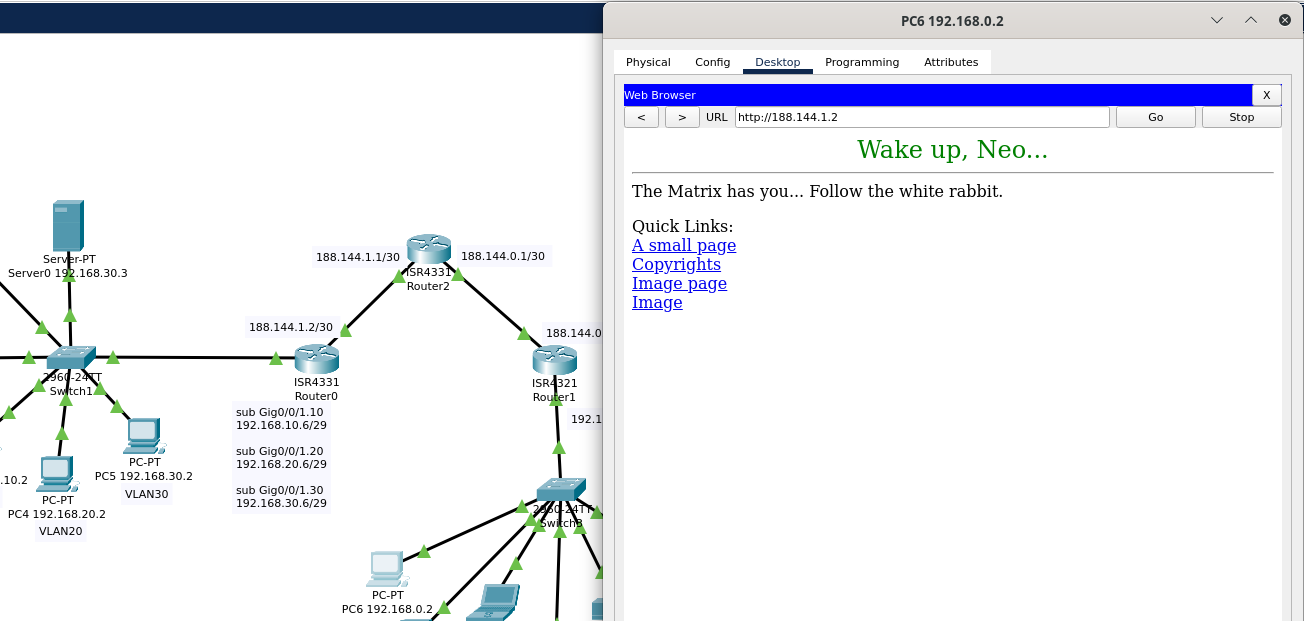 PC6 192.168.0.2
Physical Config Desktop Programming Attributes
Web Browser
X
< > URL http://188.144.1.2 Go Stop
Wake up, Neo...
The Matrix has you... Follow the white rabbit.
Quick Links:
A small page
Copyrights
Image page
Image
Server-PT
Server0 192.168.30.3
188.144.1.1/30
188.144.0.1/30
ISR4331
Router2
188.144.1.2/30
188.144.0
2960-24TT
Switch1
ISR4331
Router0
ISR4321
Router1
sub Gig0/0/1.10
192.168.10.6/29
sub Gig0/0/1.20
192.168.20.6/29
sub Gig0/0/1.30
192.168.30.6/29
192.1
PC-PT
PC5 192.168.30.2
VLAN30
.10.2
PC-PT
PC4 192.168.20.2
VLAN20
2960-24TT
Switch3
PC-PT
PC6 192.168.0.2